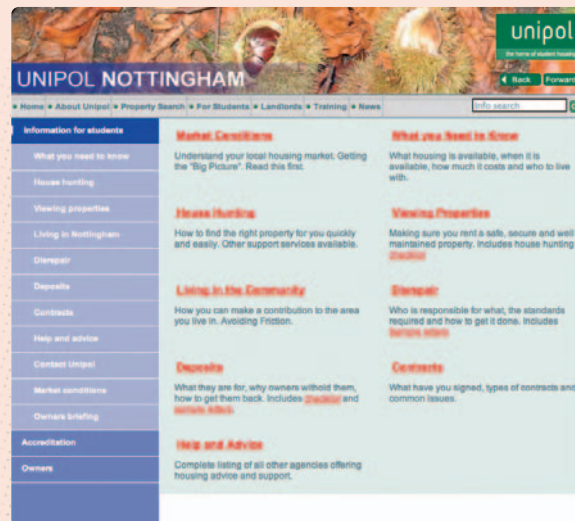 unipol
the home of student housing
UNIPOL NOTTINGHAM
Back Forward
Home About Unipol Property Search For Students Landlords Training News
Info search
Information for students
What you need to know
House hunting
Viewing properties
Living in Nottingham
Disrepair
Deposits
Contracts
Help and advice
Contact Unipol
Market conditions
Owners briefing
Accreditation
Owners
Market Conditions
Understand your local housing market. Getting
the "Big Picture". Read this first.
What you Need to Know
What housing is available, when it is
available, how much it costs and who to live
with.
House Hunting
How to find the right property for you quickly
and easily. Other support services available.
Viewing Properties
Making sure you rent a safe, secure and well
maintained property. Includes house hunting
checklist
Living in the Community
How you can make a contribution to the area
you live in. Avoiding Friction.
Disrepair
Who is responsible for what, the standards
required and how to get it done. Includes
sample letters
Deposits
What they are for, why owners withold them,
how to get them back. Includes checklist and
sample letters
Contracts
What have you signed, types of contracts and
common issues.
Help and Advice
Complete listing of all other agencies offering
housing advice and support.